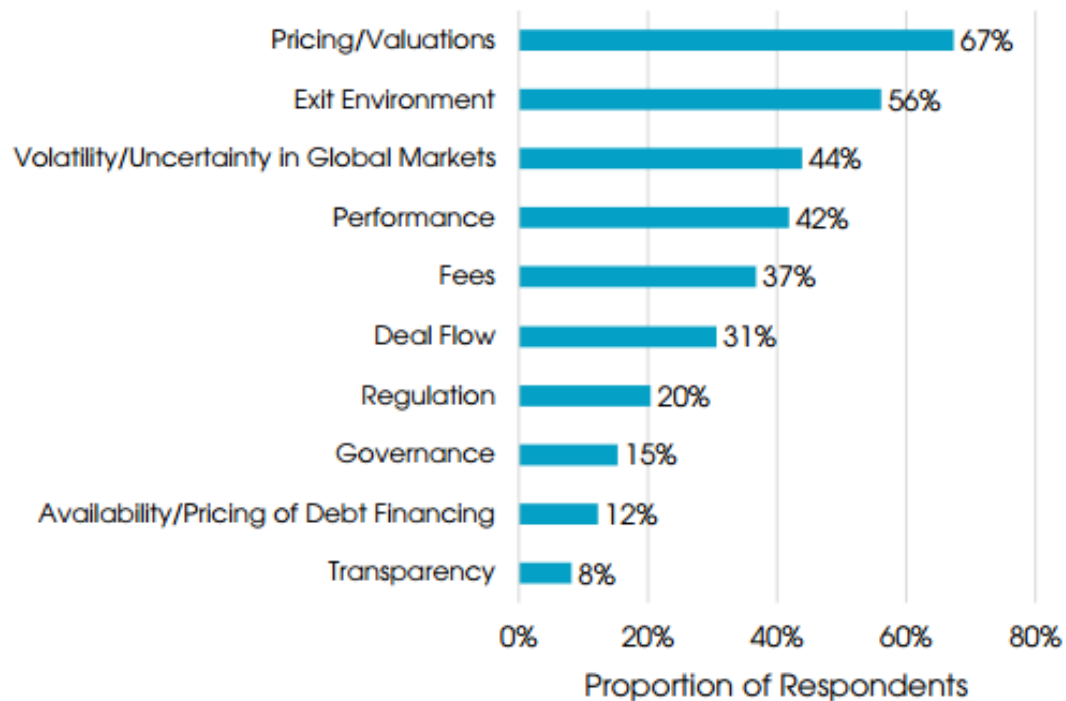 Pricing/Valuations 67%
Exit Environment 56%
Volatility/Uncertainty in Global Markets 44%
Performance 42%
Fees 37%
Deal Flow 31%
Regulation 20%
Governance 15%
Availability/Pricing of Debt Financing 12%
Transparency 8%
0% 20% 40% 60% 80%
Proportion of Respondents